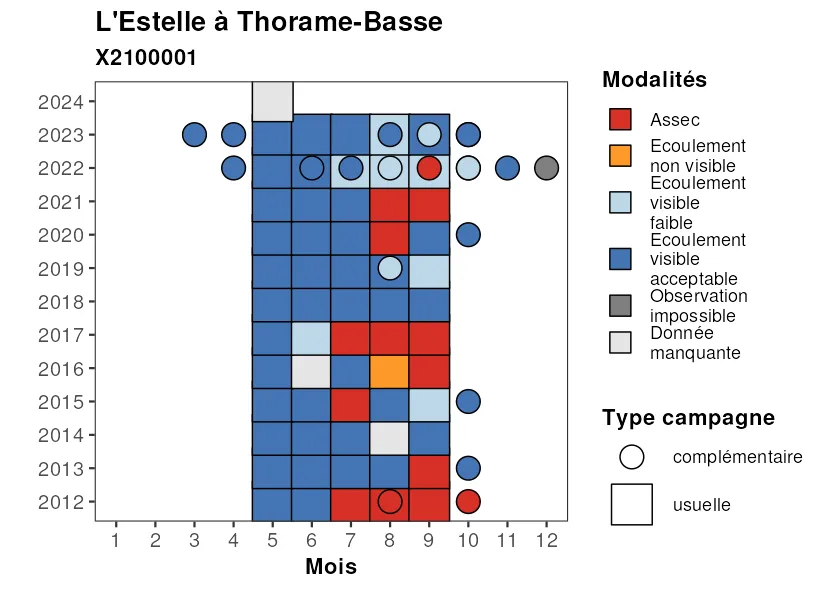 L'Estelle à Thorame-Basse
X2100001
2024
2023
2022
2021
2020
2019
2018
2017
2016
2015
2014
2013
2012
1 2 3 4 5 6 7 8 9 10 11 12
Mois
Modalités
Assec
Ecoulement
non visible
Ecoulement
visible
faible
Ecoulement
visible
acceptable
Observation
impossible
Donnée
manquante
Type campagne
complémentaire
usuelle